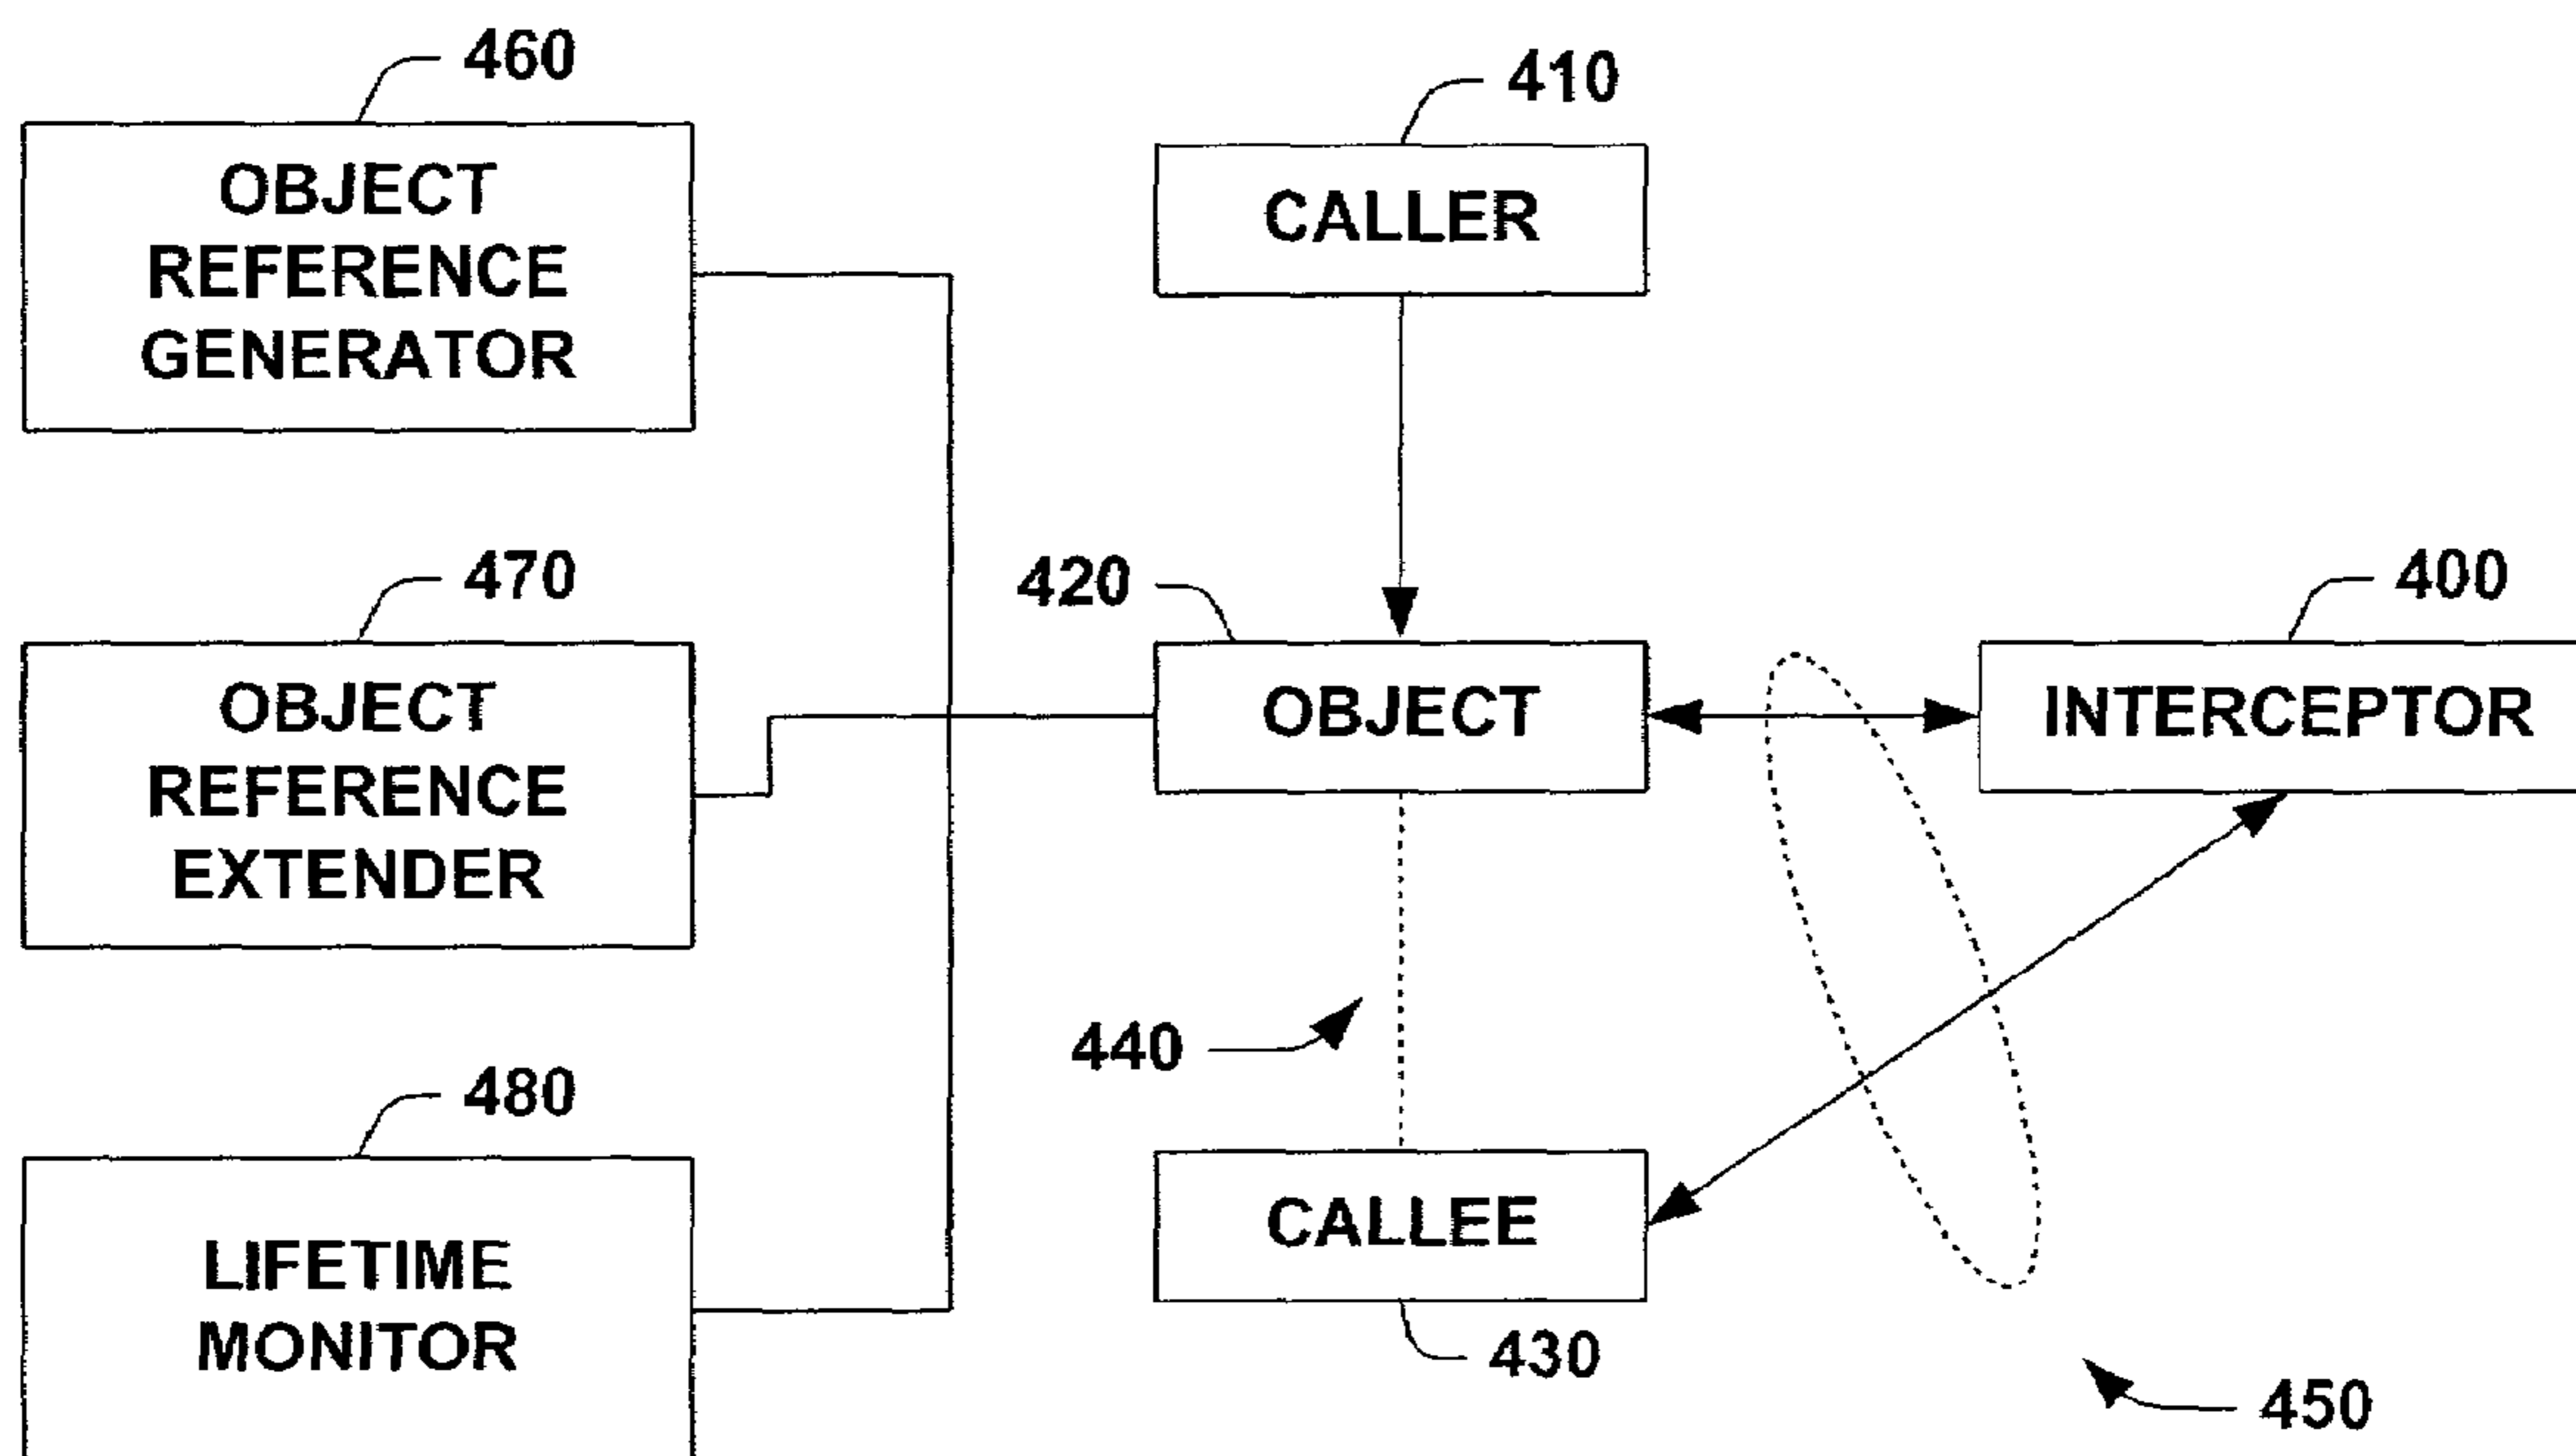 460
OBJECT
REFERENCE
GENERATOR
410
CALLER
470
OBJECT
REFERENCE
EXTENDER
420
OBJECT
400
INTERCEPTOR
440
480
LIFETIME
MONITOR
CALLEE
430
450